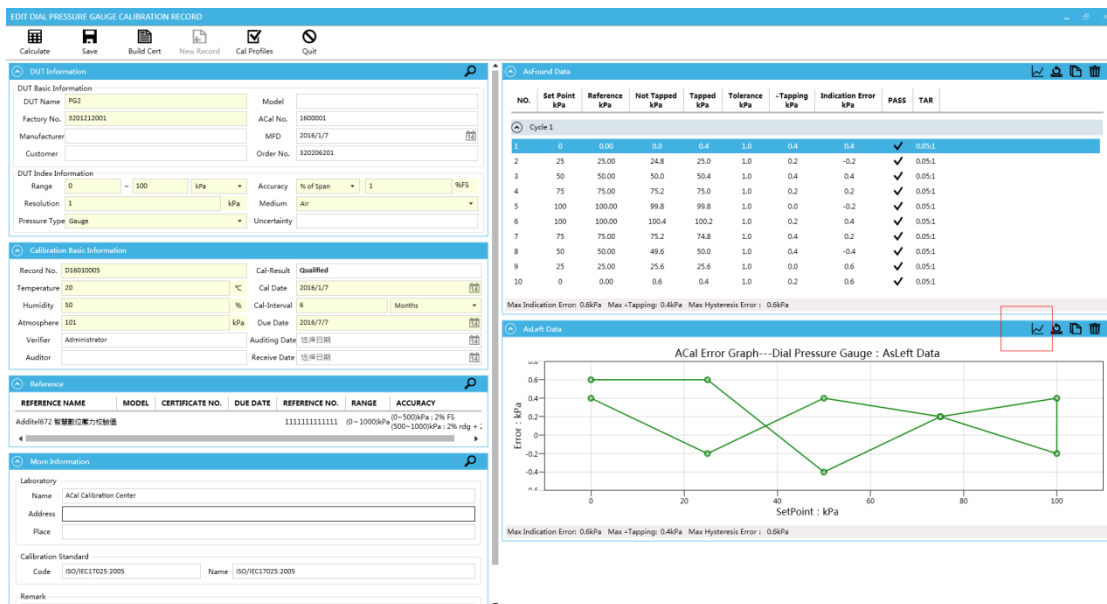 EDIT DIAL PRESSURE GAUGE CALIBRATION RECORD
Calculate Save Build Cert New Record Cal Profiles Quit
DUT Information
DUT Basic Information
DUT Name PG2 Model
Factory No. 3201212001 ACal No. 1600001
Manufacturer MFD 2016/1/7
Customer Order No. 320206201
DUT Index Information
Range 0 ~ 100 kPa Accuracy % of Span 1 %FS
Resolution 1 kPa Medium Air
Pressure Type Gauge Uncertainty
Calibration Basic Information
Record No. D16010005 Cal-Result Qualified
Temperature 20 ℃ Cal Date 2016/1/7
Humidity 50 % Cal-Interval 6 Months
Atmosphere 101 kPa Due Date 2016/7/7
Verifier Administrator Auditing Date 选择日期
Auditor Receive Date 选择日期
Reference
REFERENCE NAME MODEL CERTIFICATE NO. DUE DATE REFERENCE NO. RANGE ACCURACY
Additel672 智慧數位壓力校驗儀 1111111111111 (0~1000)kPa (0~500)kPa : 2% FS
(500~1000)kPa : 2% rdg + 2
More Information
Laboratory
Name ACal Calibration Center
Address
Place
Calibration Standard
Code ISO/IEC17025:2005 Name ISO/IEC17025:2005
Remark
AsFound Data
NO. Set Point kPa Reference kPa Not Tapped kPa Tapped kPa Tolerance kPa ÷Tapping kPa Indication Error kPa PASS TAR
Cycle 1
1 0 0.00 0.0 0.4 1.0 0.4 0.4 ✓ 0.05:1
2 25 25.00 24.8 25.0 1.0 0.2 -0.2 ✓ 0.05:1
3 50 50.00 50.0 50.4 1.0 0.4 0.4 ✓ 0.05:1
4 75 75.00 75.2 75.0 1.0 0.2 0.2 ✓ 0.05:1
5 100 100.00 99.8 99.8 1.0 0.0 -0.2 ✓ 0.05:1
6 100 100.00 100.4 100.2 1.0 0.2 0.4 ✓ 0.05:1
7 75 75.00 75.2 74.8 1.0 0.4 0.2 ✓ 0.05:1
8 50 50.00 49.6 50.0 1.0 0.4 -0.4 ✓ 0.05:1
9 25 25.00 25.6 25.6 1.0 0.0 0.6 ✓ 0.05:1
10 0 0.00 0.6 0.4 1.0 0.2 0.6 ✓ 0.05:1
Max Indication Error: 0.6kPa Max ÷Tapping: 0.4kPa Max Hysteresis Error : 0.6kPa
AsLeft Data
ACal Error Graph---Dial Pressure Gauge : AsLeft Data
0.6
0.4
0.2
0
-0.2
-0.4
Error : kPa
0 20 40 60 80 100
SetPoint : kPa
Max Indication Error: 0.6kPa Max ÷Tapping: 0.4kPa Max Hysteresis Error : 0.6kPa